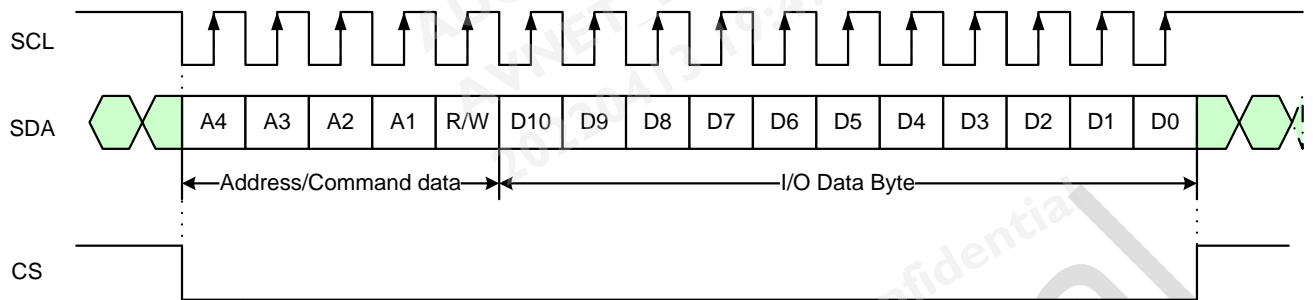 SCL
SDA A4 A3 A2 A1 R/W D10 D9 D8 D7 D6 D5 D4 D3 D2 D1 D0
Address/Command data I/O Data Byte
CS